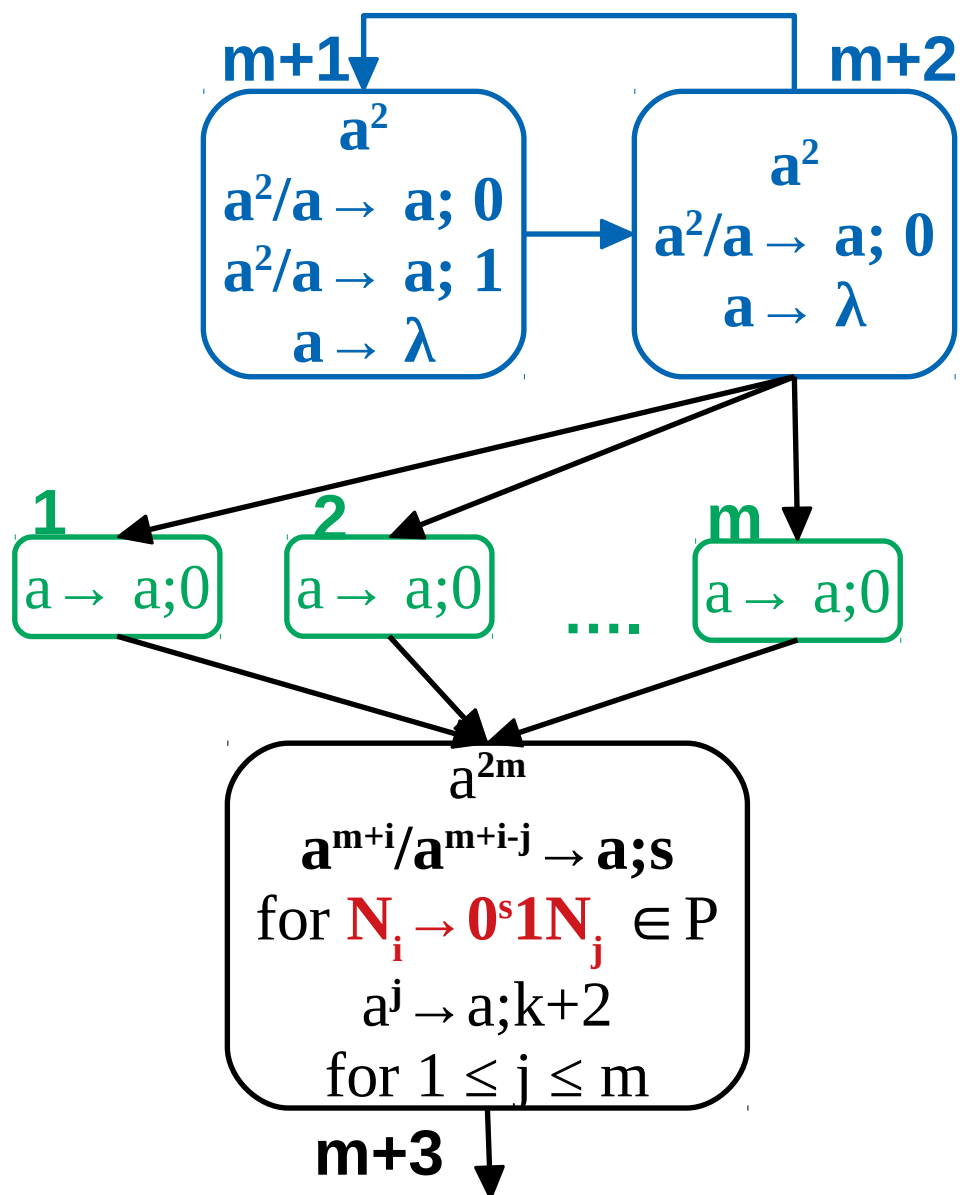 m+1
m+2
a²
a²/a→ a; 0
a²/a→ a; 1
a→ λ
a²
a²/a→ a; 0
a→ λ
1
2
m
a→ a;0
a→ a;0
....
a→ a;0
a^2m
a^m+i/a^m+i-j→a;s
for N_i→0^s1N_j ∈ P
a^j→a;k+2
for 1 ≤ j ≤ m
m+3